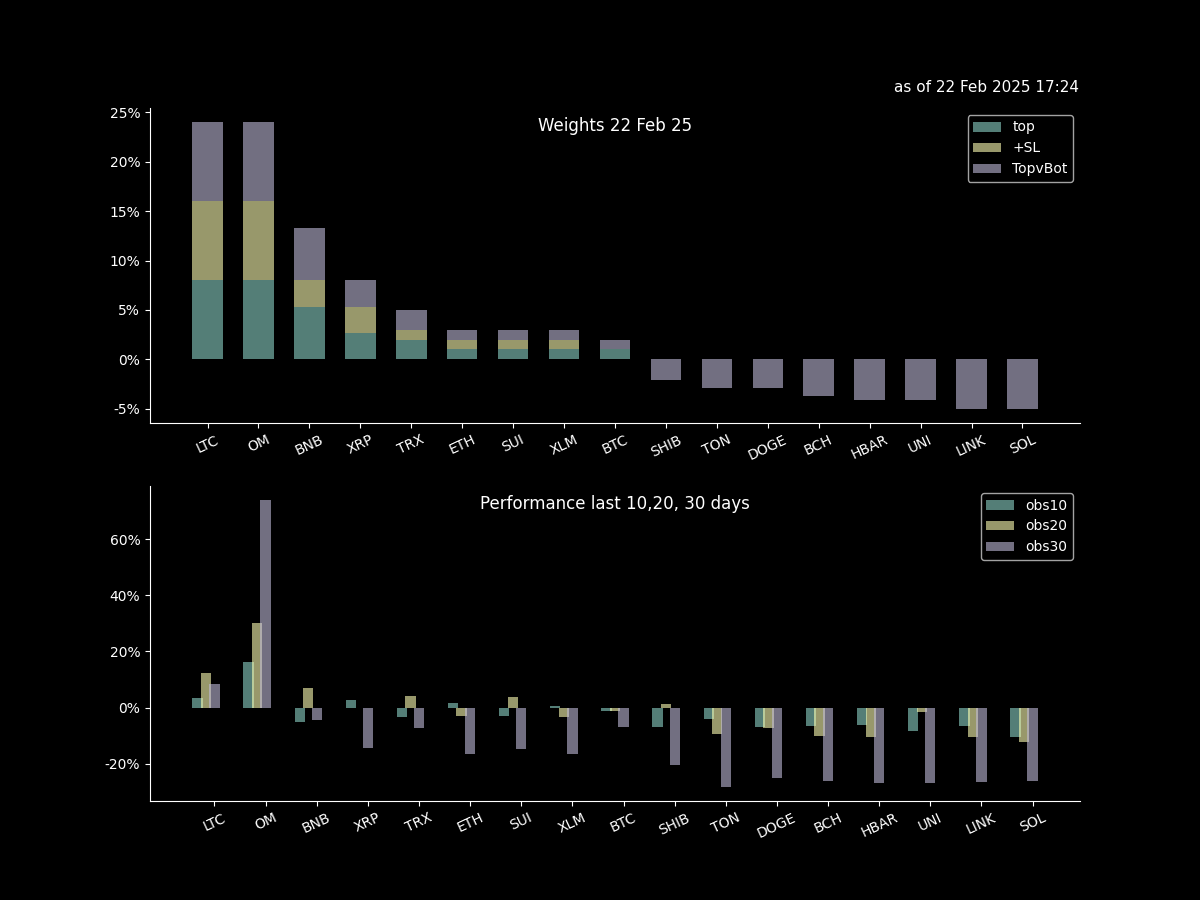 as of 22 Feb 2025 17:24
Weights 22 Feb 25
top
+SL
TopvBot
25%
20%
15%
10%
5%
0%
-5%
LTC OM BNB XRP TRX ETH SUI XLM BTC SHIB TON DOGE BCH HBAR UNI LINK SOL
Performance last 10,20, 30 days
obs10
obs20
obs30
60%
40%
20%
0%
-20%
LTC OM BNB XRP TRX ETH SUI XLM BTC SHIB TON DOGE BCH HBAR UNI LINK SOL